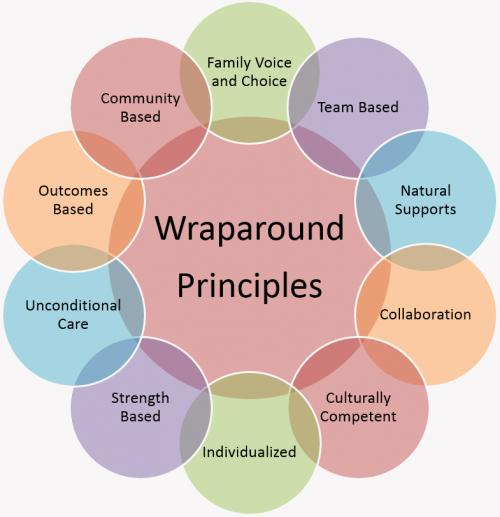 Family Voice
and Choice
Team Based
Natural
Supports
Collaboration
Culturally
Competent
Individualized
Strength
Based
Unconditional
Care
Outcomes
Based
Community
Based
Wraparound
Principles